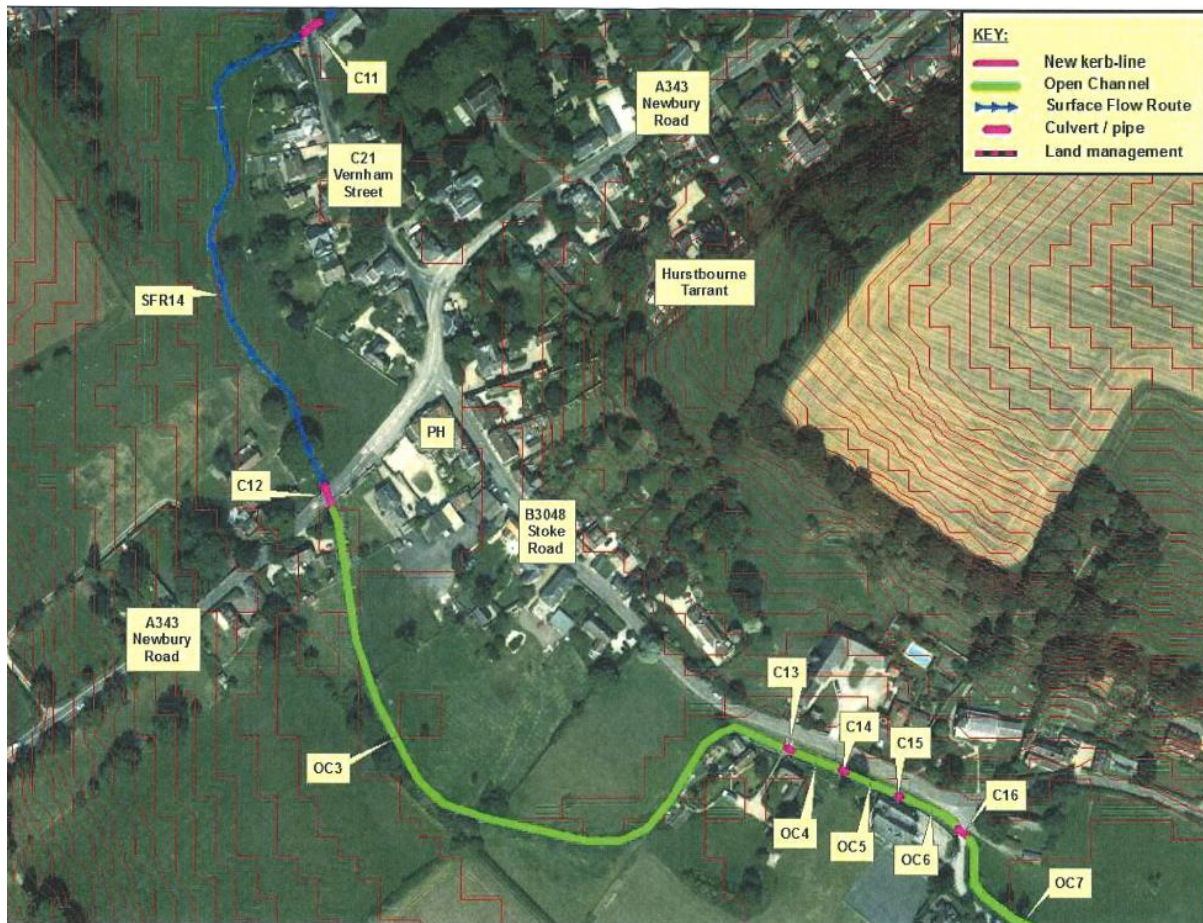 KEY:
New kerb-line
Open Channel
Surface Flow Route
Culvert / pipe
Land management
C11
A343
Newbury
Road
C21
Vernham
Street
Hurstbourne
Tarrant
SFR14
PH
C12
B3048
Stoke
Road
A343
Newbury
Road
C13
C14
C15
C16
OC3
OC4
OC5
OC6
OC7